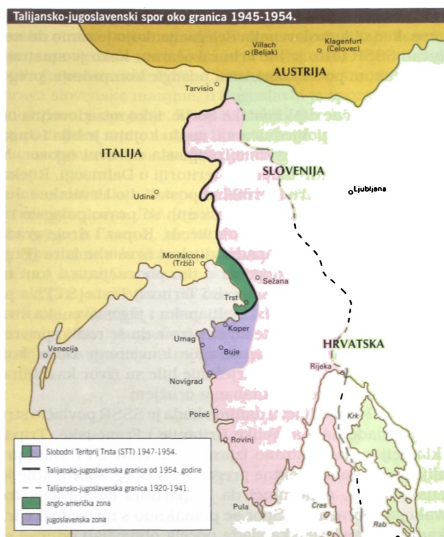 Talijansko-jugoslavenski spor oko granica 1945-1954.
Villach
(Beljak)
Klagenfurt
(Celovec)
AUSTRIJA
Tarvisio
ITALIJA
SLOVENIJA
Ljubljana
Udine
Monfalcone
(Tržič)
Sežana
Trst
Koper
Umag
Buje
Venecija
HRVATSKA
Novigrad
Rijeka
Poreč
Krk
Rovinj
Pula
Cres
Rab
Slobodni Teritorij Trsta (STT) 1947-1954.
Talijansko-jugoslavenska granica od 1954. godine
Talijansko-jugoslavenska granica 1920-1941.
anglo-američka zona
jugoslavenska zona